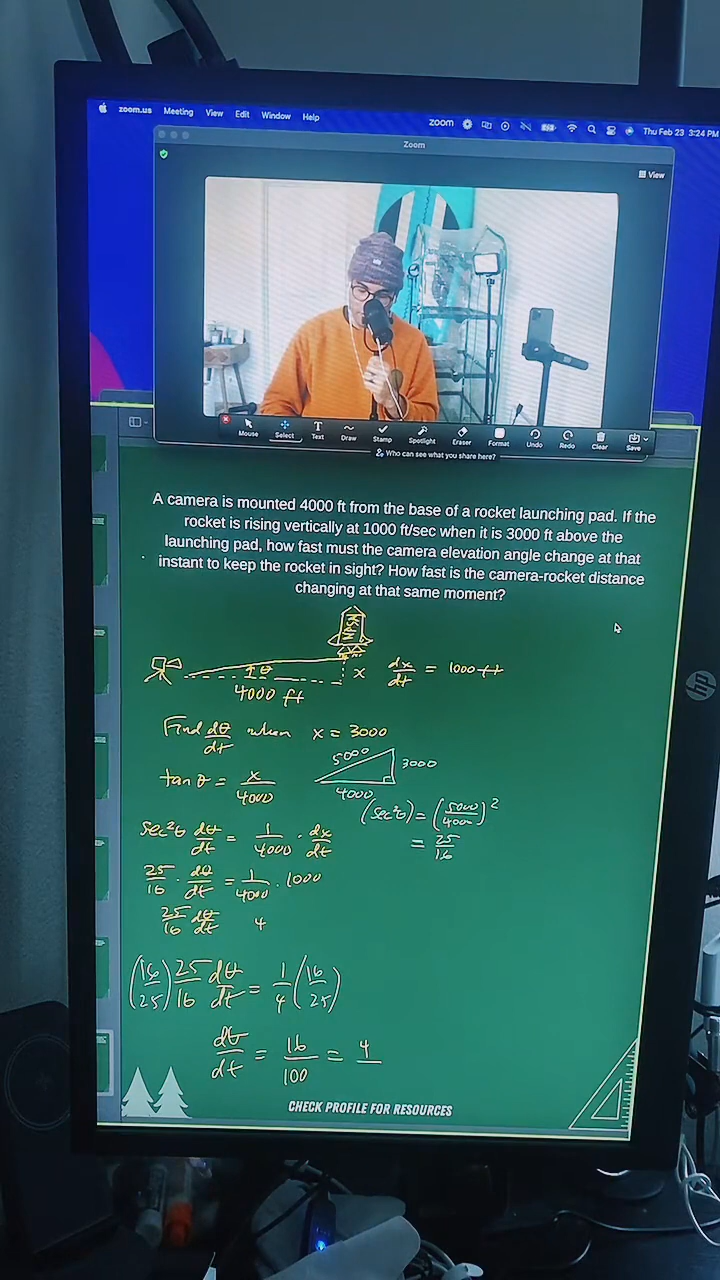 zoom.us Meeting View Edit Window Help zoom Thu Feb 23 3:24 PM
Zoom
View
Mouse Select Text Draw Stamp Spotlight Eraser Format Undo Redo Clear Save
Who can see what you share here?
A camera is mounted 4000 ft from the base of a rocket launching pad. If the
rocket is rising vertically at 1000 ft/sec when it is 3000 ft above the
launching pad, how fast must the camera elevation angle change at that
instant to keep the rocket in sight? How fast is the camera-rocket distance
changing at that same moment?
θ x dx/dt = 1000 ft
4000 ft
Find dθ/dt when x = 3000
5000 3000
tan θ = x/4000
4000
(sec²θ) = (5000/4000)²
sec²θ dθ/dt = 1/4000 · dx/dt
= 25/16
25/16 · dθ/dt = 1/4000 · 1000
25/16 dθ/dt 4
(16/25) 25/16 dθ/dt = 1/4 (16/25)
dθ/dt = 16/100 = 4/
CHECK PROFILE FOR RESOURCES
hp